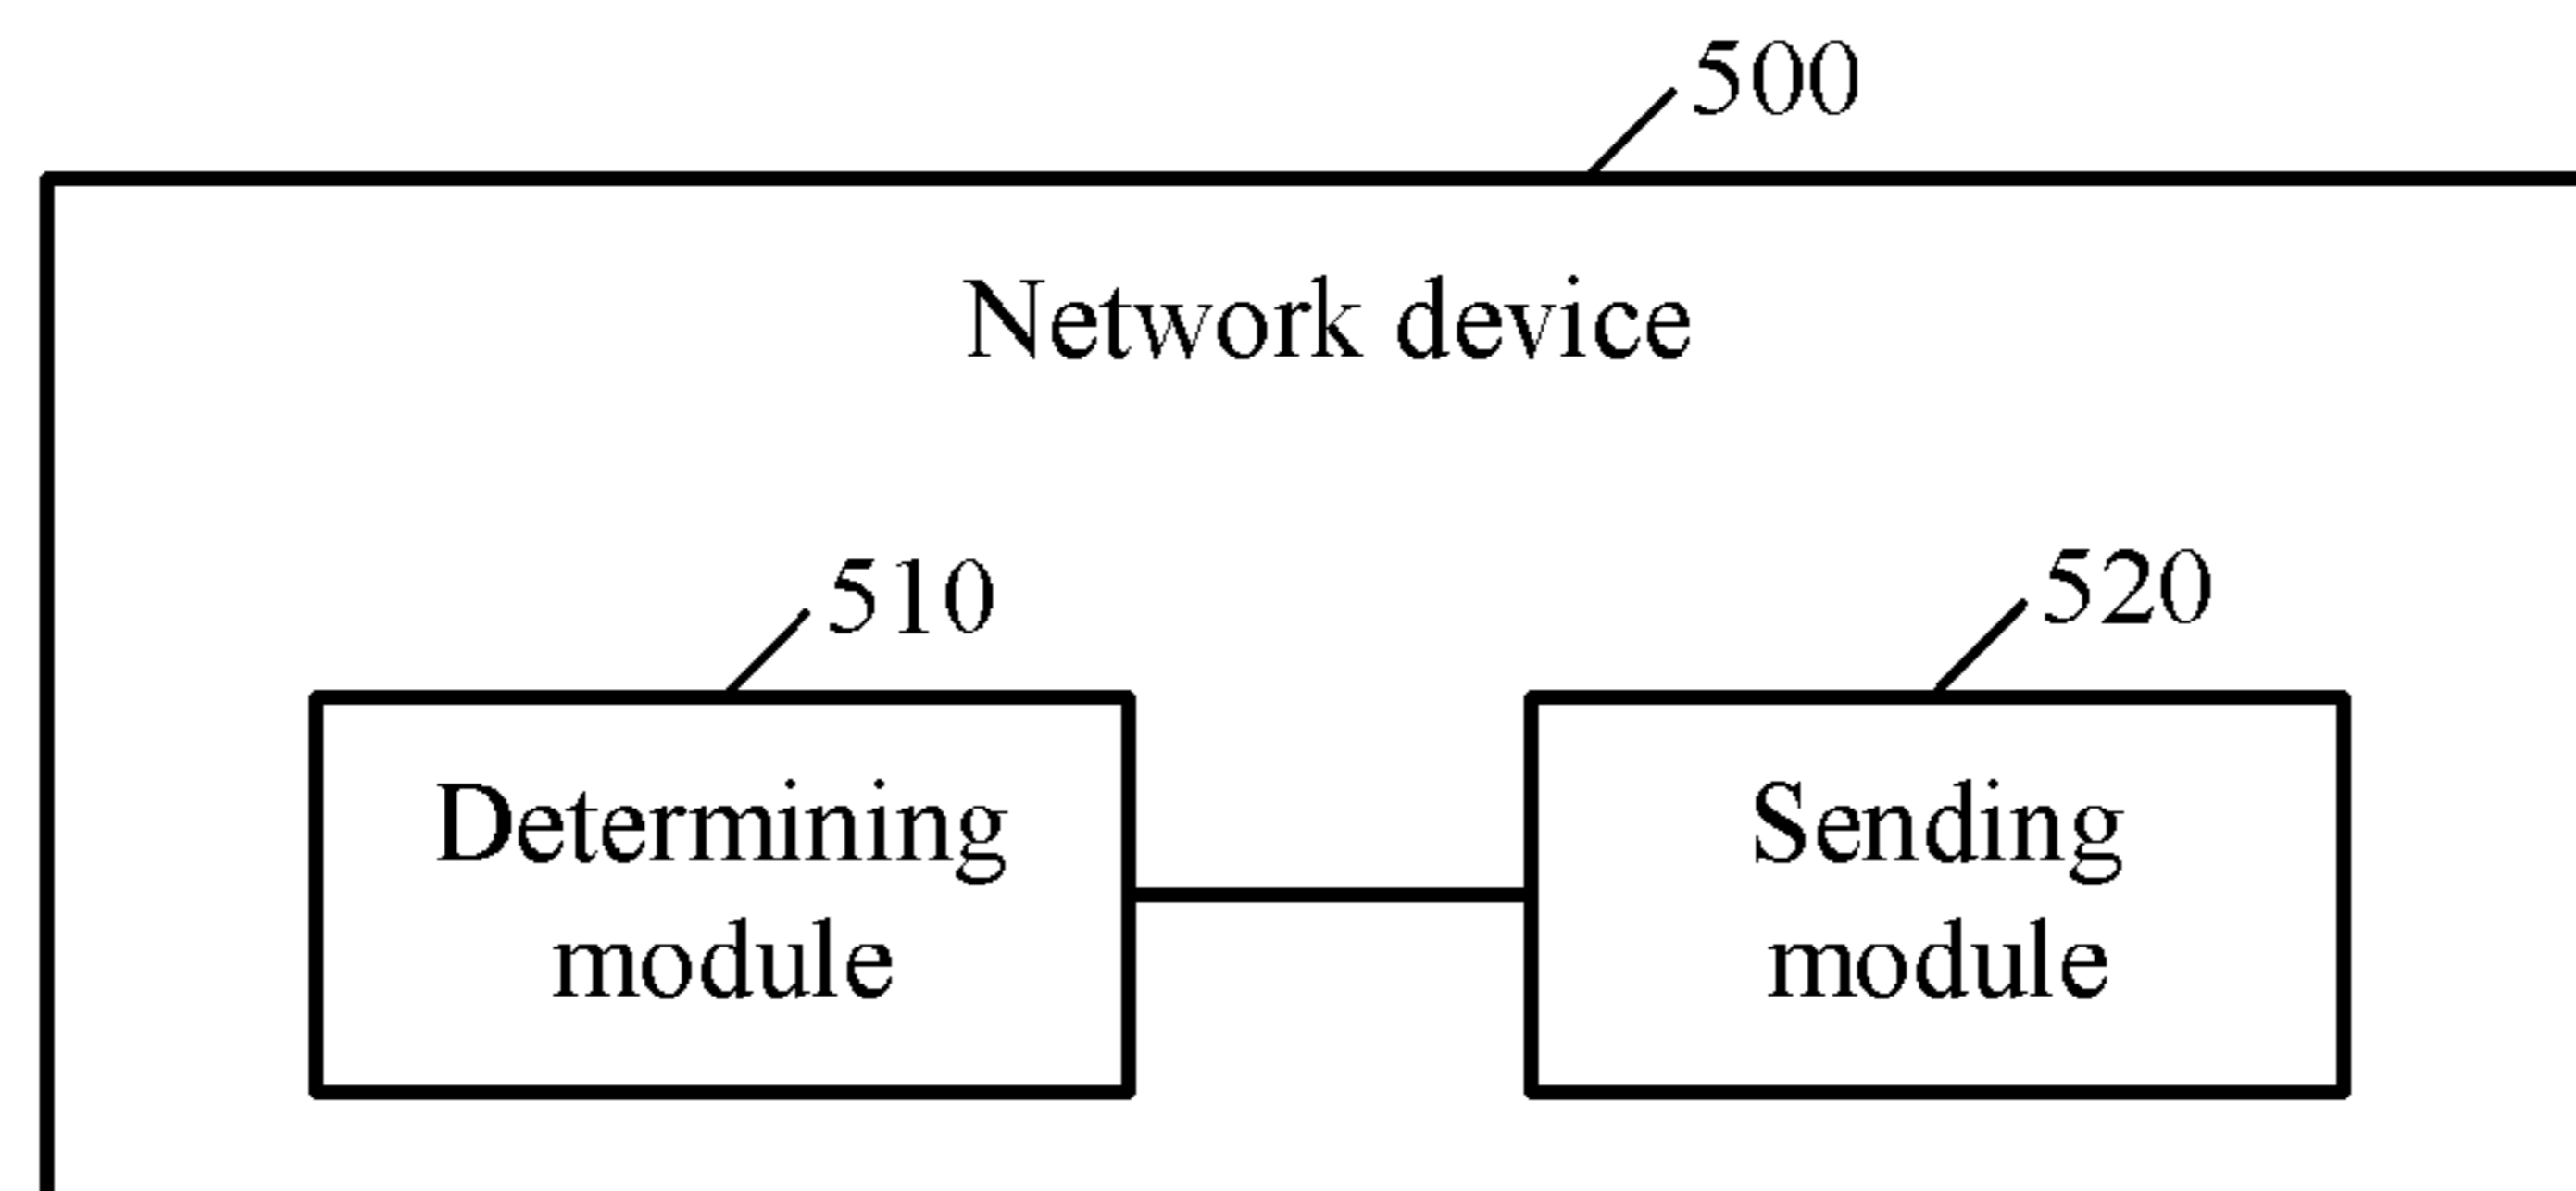 500
Network device
510
520
Determining
module
Sending
module